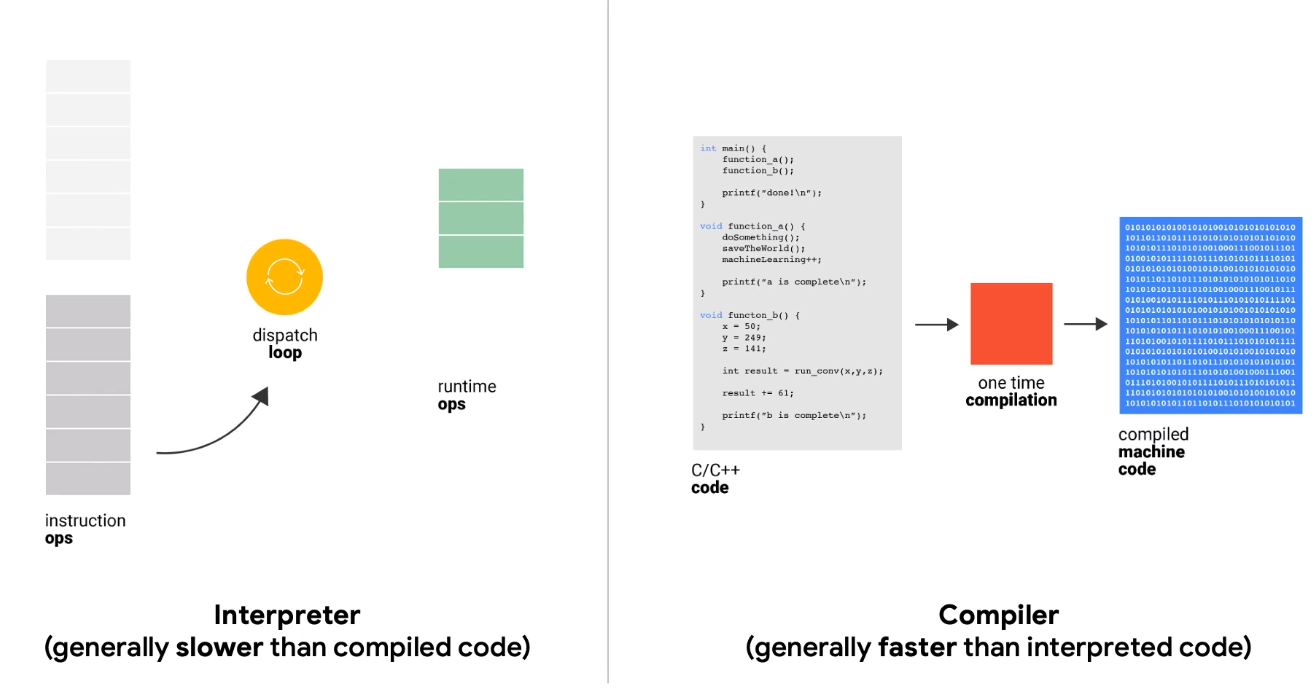 dispatch
loop
runtime
ops
instruction
ops
Interpreter
(generally slower than compiled code)
int main() {
function_a();
function_b();
printf("done!\n");
}
void function_a() {
doSomething();
saveTheWorld();
machineLearning++;
printf("a is complete\n");
}
void functon_b() {
x = 50;
y = 249;
z = 141;
int result = run_conv(x,y,z);
result += 61;
printf("b is complete\n");
}
C/C++
code
one time
compilation
compiled
machine
code
Compiler
(generally faster than interpreted code)